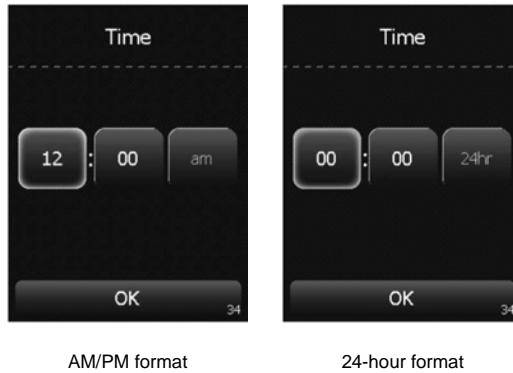 Time
12 : 00 am
OK
34
AM/PM format
Time
00 : 00 24hr
OK
34
24-hour format